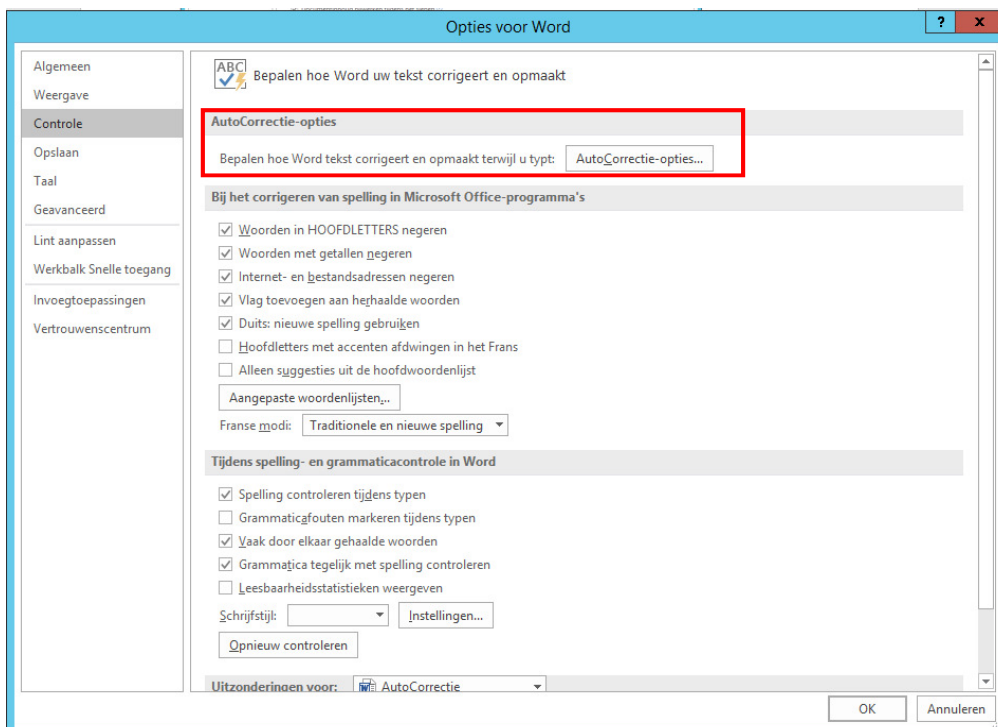 Opties voor Word
?
x
Algemeen
Weergave
Controle
Opslaan
Taal
Geavanceerd
Lint aanpassen
Werkbalk Snelle toegang
Invoegtoepassingen
Vertrouwenscentrum
ABC
Bepalen hoe Word uw tekst corrigeert en opmaakt
AutoCorrectie-opties
Bepalen hoe Word tekst corrigeert en opmaakt terwijl u typt: AutoCorrectie-opties...
Bij het corrigeren van spelling in Microsoft Office-programma's
Woorden in HOOFDLETTERS negeren
Woorden met getallen negeren
Internet- en bestandsadressen negeren
Vlag toevoegen aan herhaalde woorden
Duits: nieuwe spelling gebruiken
Hoofdletters met accenten afdwingen in het Frans
Alleen suggesties uit de hoofdwoordenlijst
Aangepaste woordenlijsten...
Franse modi: Traditionele en nieuwe spelling
Tijdens spelling- en grammaticacontrole in Word
Spelling controleren tijdens typen
Grammaticafouten markeren tijdens typen
Vaak door elkaar gehaalde woorden
Grammatica tegelijk met spelling controleren
Leesbaarheidsstatistieken weergeven
Schrijfstijl: Instellingen...
Opnieuw controleren
Uitzonderingen voor: AutoCorrectie
OK Annuleren